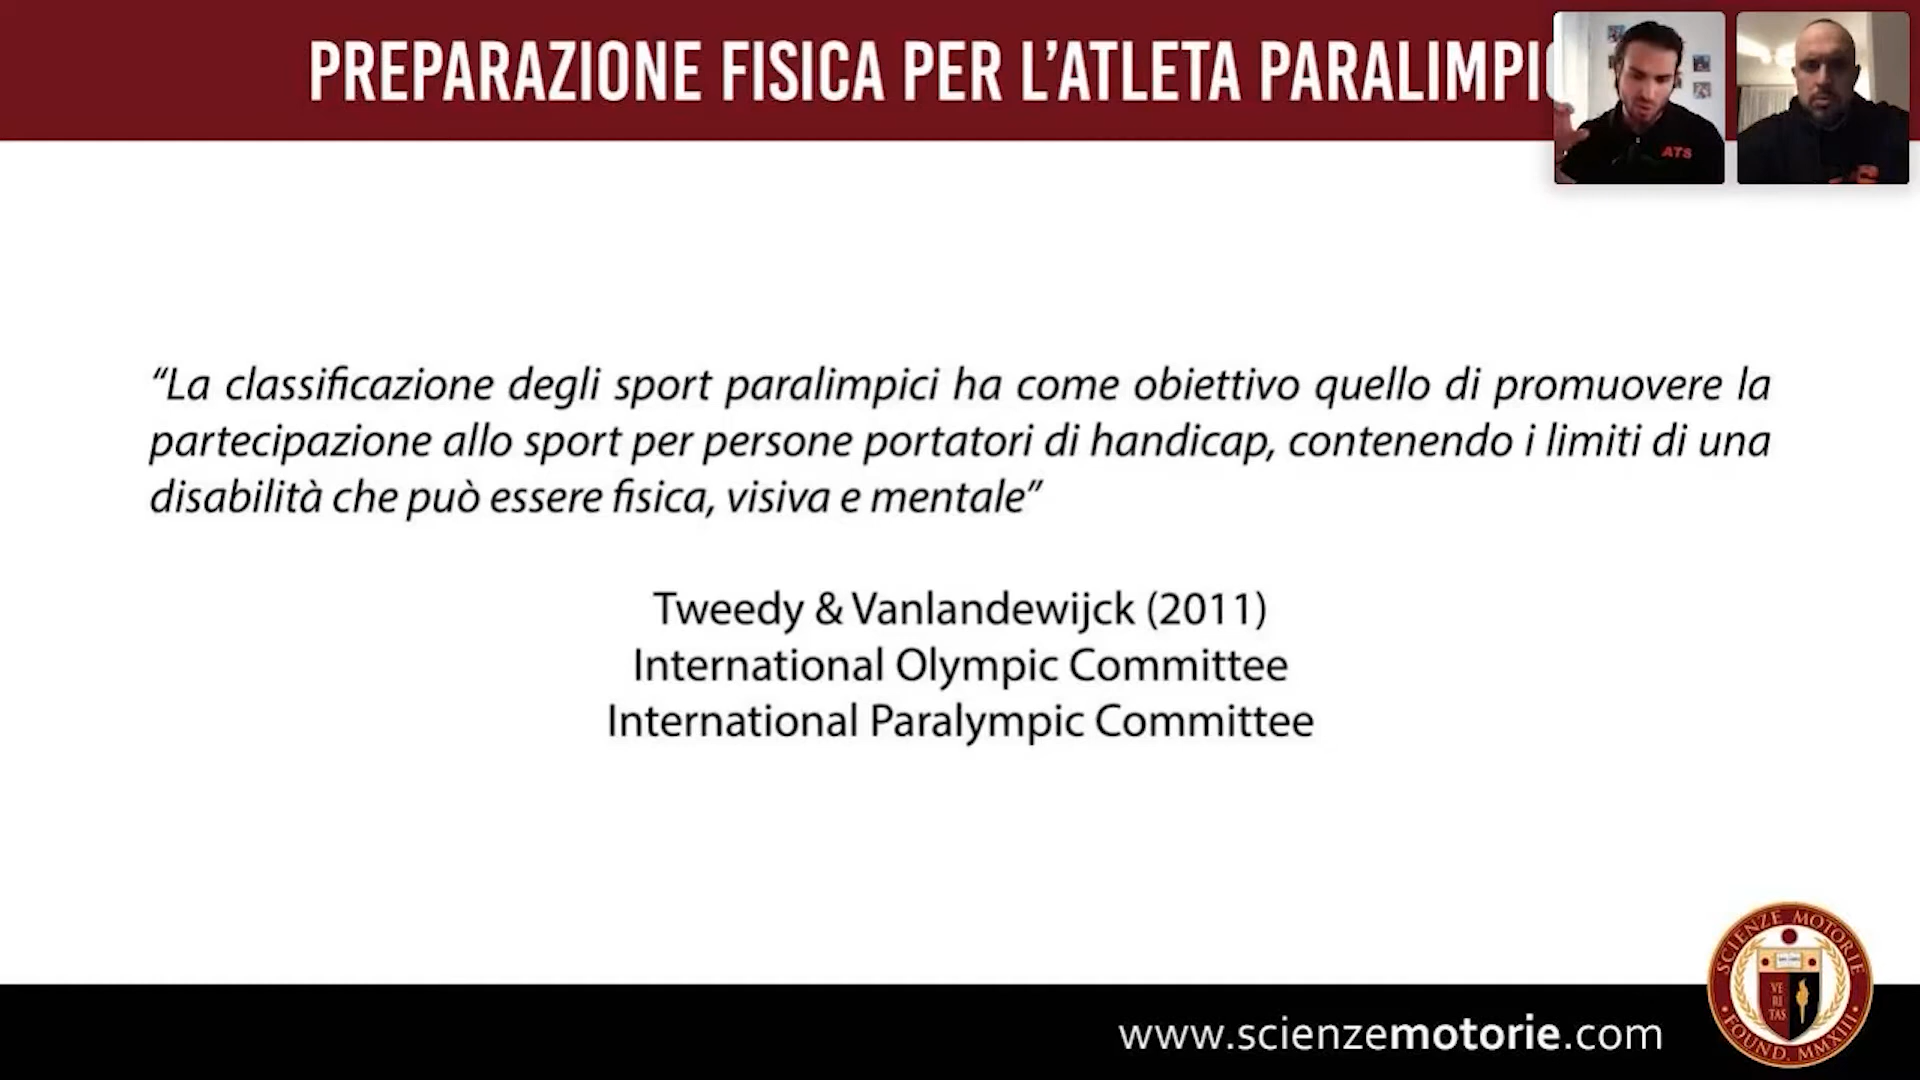 PREPARAZIONE FISICA PER L’ATLETA PARALIMPIC
ATS
“La classificazione degli sport paralimpici ha come obiettivo quello di promuovere la
partecipazione allo sport per persone portatori di handicap, contenendo i limiti di una
disabilità che può essere fisica, visiva e mentale”
Tweedy & Vanlandewijck (2011)
International Olympic Committee
International Paralympic Committee
SCIENZE MOTORIE
VE
RI
TAS
FOUND. MMXIII
www.scienzemotorie.com